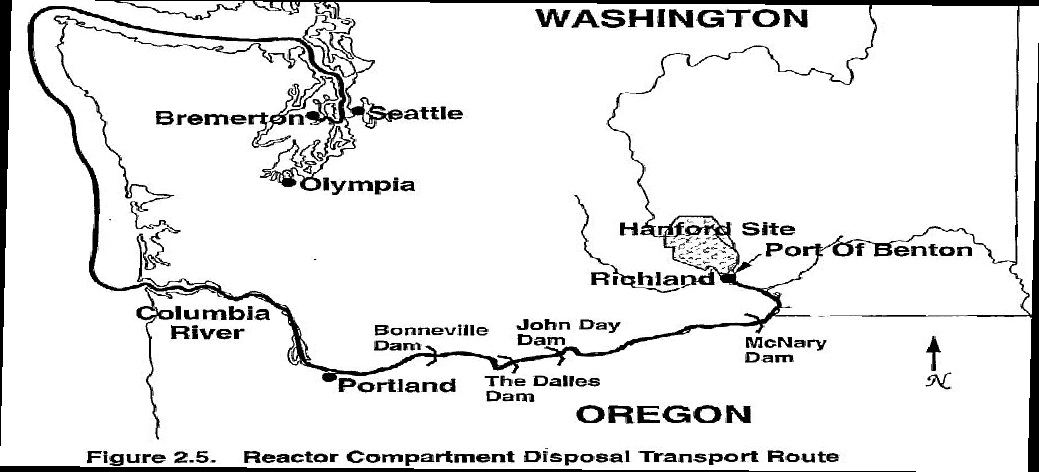 WASHINGTON
Bremerton
Seattle
Olympia
Hanford Site
Port Of Benton
Richland
Columbia
River
Bonneville
Dam
John Day
Dam
McNary
Dam
The Dalles
Dam
Portland
N
OREGON
Figure 2.5. Reactor Compartment Disposal Transport Route